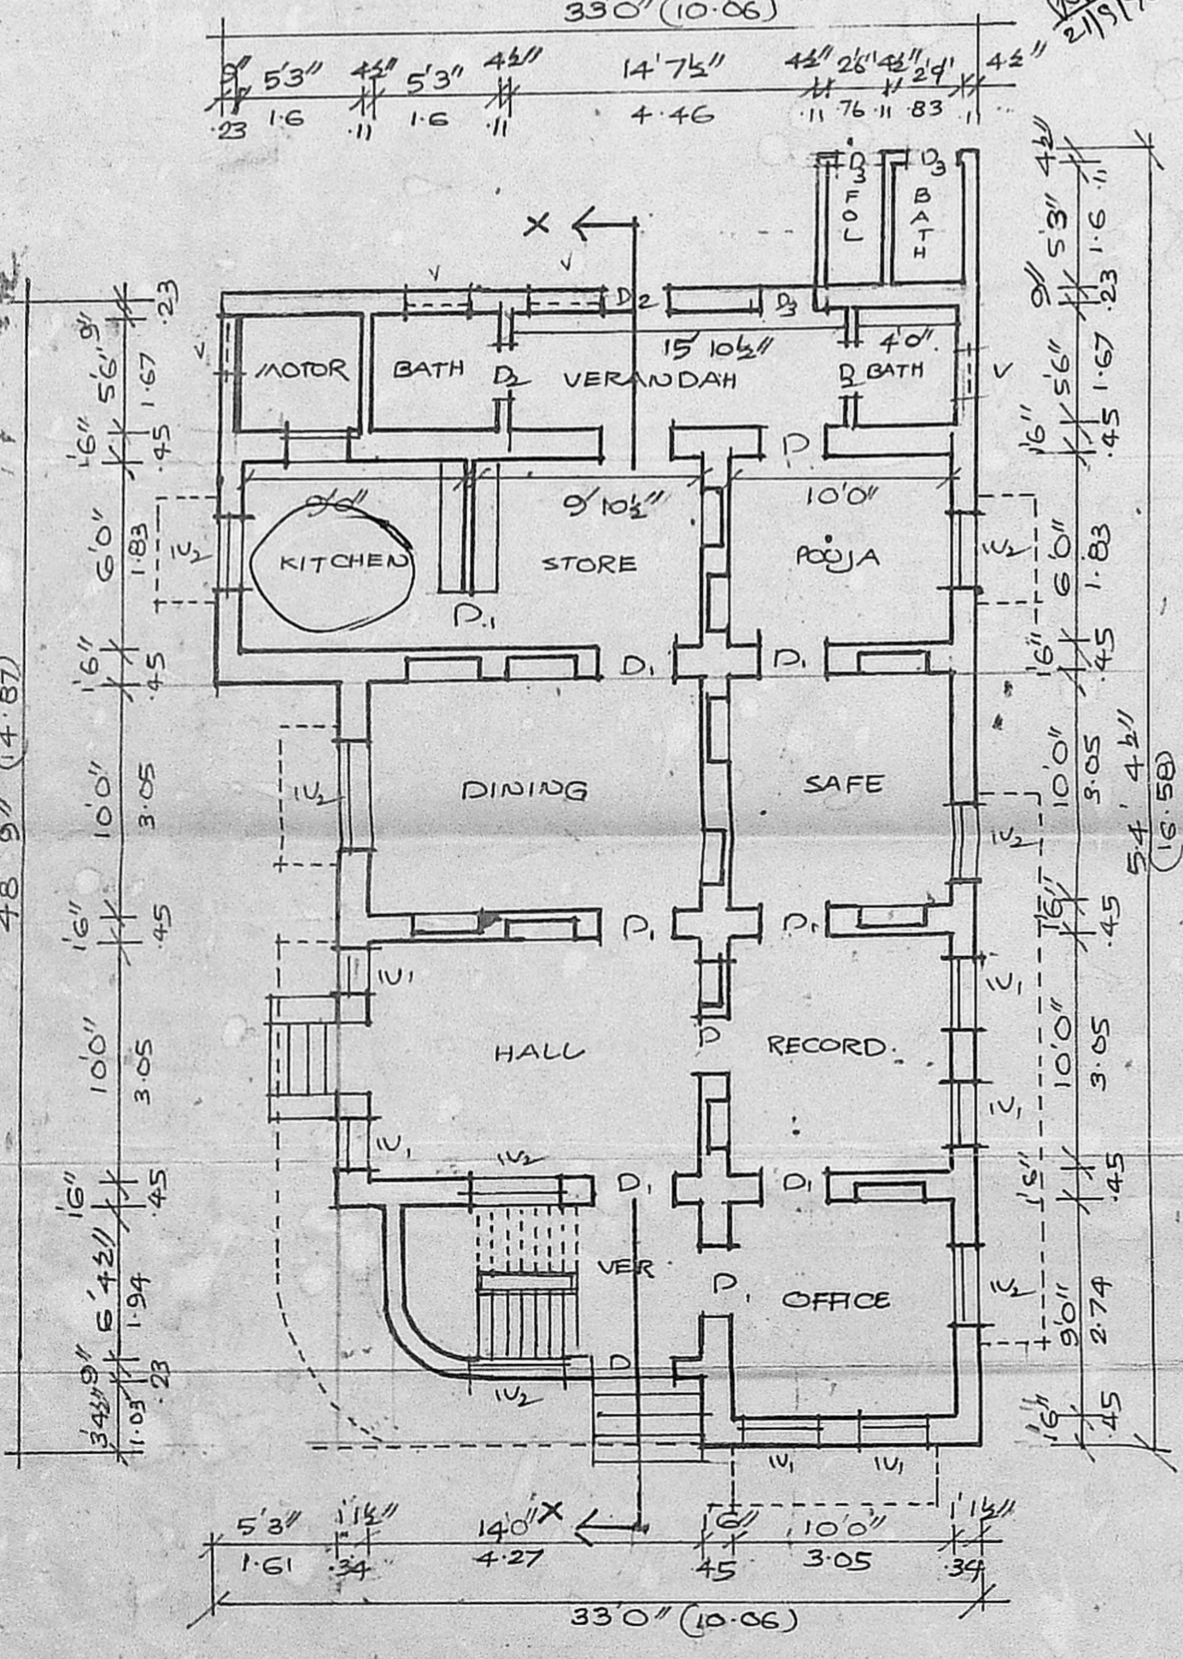 33'0" (10.06)
21/9/
9" 5'3" 4½" 5'3" 4½" 14'7½" 4½" 2'6" 4½" 2'9" 4½"
.23 1.6 .11 1.6 .11 4.46 .11 .76 .11 .83 .11
D3 D3
FOL BATH
X
V V
D2 D3
15' 10½" 4'0"
MOTOR BATH D2 VERANDAH D2 BATH
V V
D
9'0" 9' 10½" 10'0"
KITCHEN STORE POOJA
W2 W2
D.1
D1 D1
DINING SAFE
W2 W2
D1 D1
W1 W1
HALL D RECORD
W1 W1
W2
D1 D1
VER D1 OFFICE
W2
D
W2
W1 W1
X
5'3" 1'1½" 14'0" 1'6" 10'0" 1'1½"
1.61 .34 4.27 .45 3.05 .34
33'0" (10.06)
48' 9" (14.87)
9" .23
5'6" 1.67
1'6" .45
6'0" 1.83
1'6" .45
10'0" 3.05
1'6" .45
10'0" 3.05
1'6" .45
6'4½" 1.94
9" .23
3'4½" 1.03
4½" .11
5'3" 1.6
9" .23
5'6" 1.67
1'6" .45
6'0" 1.83
1'6" .45
10'0" 3.05
1'6" .45
10'0" 3.05
.45
9'0" 2.74
1'6" .45
54' 4½"
(16.58)